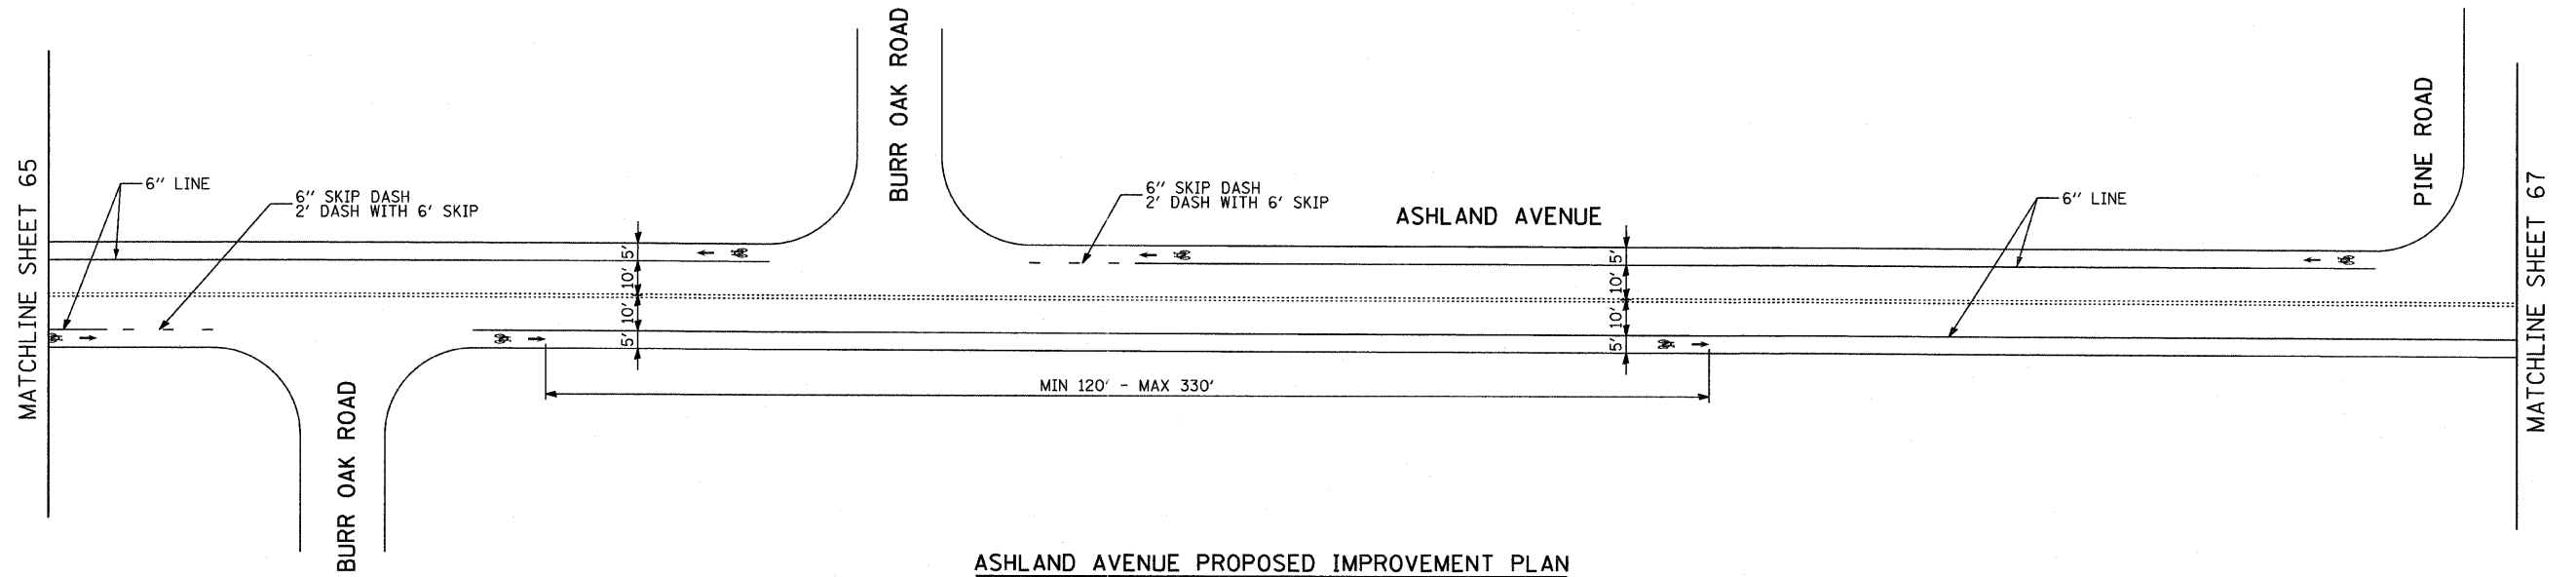 MATCHLINE SHEET 65
6" LINE
6" SKIP DASH
2' DASH WITH 6' SKIP
BURR OAK ROAD
6" SKIP DASH
2' DASH WITH 6' SKIP
ASHLAND AVENUE
6" LINE
PINE ROAD
MATCHLINE SHEET 67
5'
10'
10'
5'
5'
10'
10'
5'
MIN 120' - MAX 330'
BURR OAK ROAD
ASHLAND AVENUE PROPOSED IMPROVEMENT PLAN